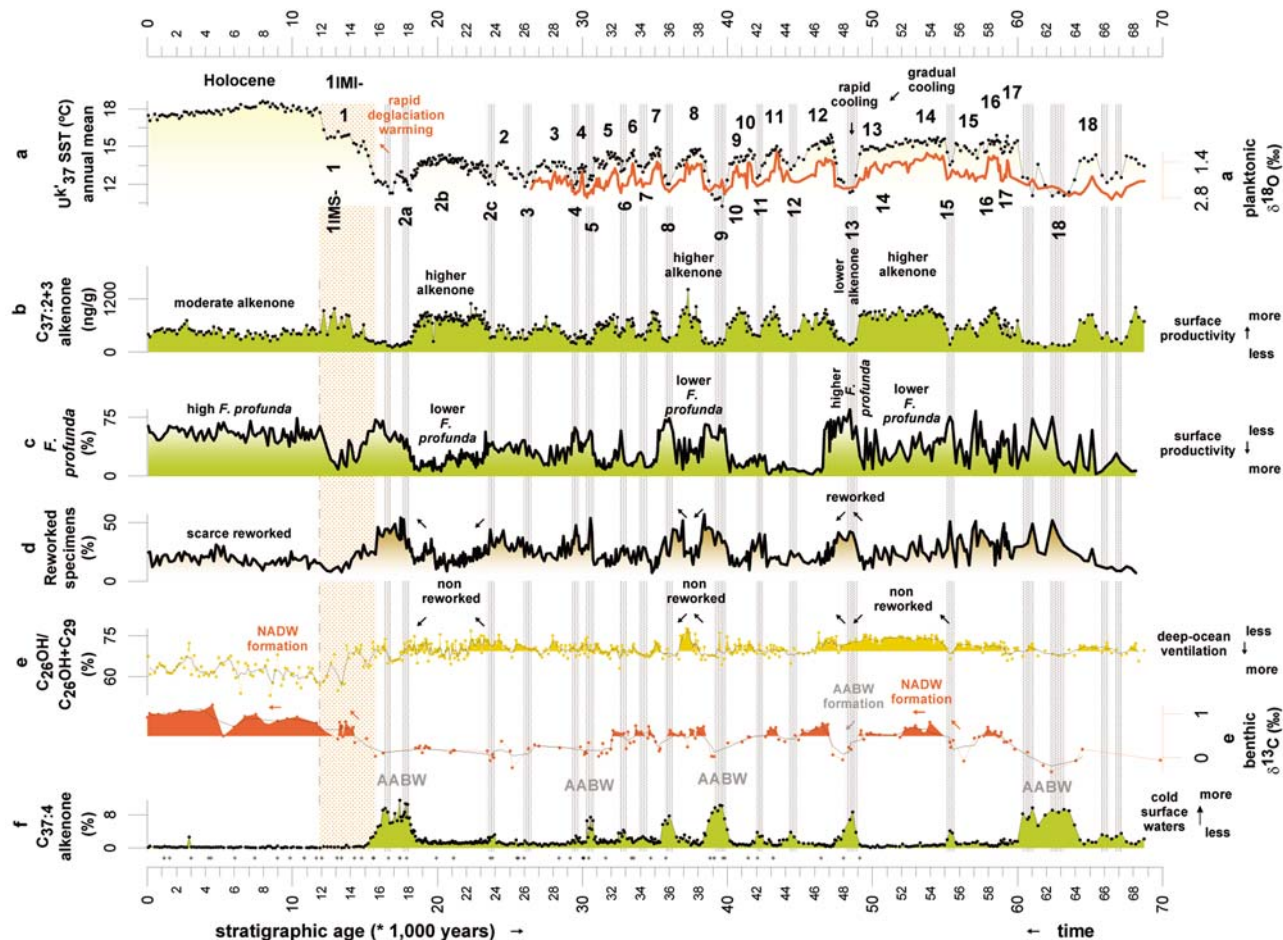 0 2 4 6 8 10 12 14 16 18 20 22 24 26 28 30 32 34 36 38 40 42 44 46 48 50 52 54 56 58 60 62 64 66 68 70
Holocene
1IMI-
1
rapid
deglaciation
warming
2
3
4
5
6
7
8
9
10
11
12
rapid
cooling
gradual
cooling
13
14
15
16
17
18
a
Uk'37 SST (ºC)
annual mean
18
15
12
1IMS-
1
2a
2b
2c
3
4
5
6
7
8
9
10
11
12
13
14
15
16
17
18
1.4
2.8
a
planktonic
δ18O (‰)
b
C37:2+3
alkenone
(ng/g)
1200
0
moderate alkenone
higher
alkenone
higher
alkenone
lower
alkenone
higher
alkenone
surface
productivity
more
less
c
F.
profunda
(%)
75
0
high F. profunda
lower
F.
profunda
lower
F.
profunda
higher
F.
profunda
lower
F.
profunda
surface
productivity
less
more
d
Reworked
specimens
(%)
50
0
scarce reworked
reworked
non
reworked
non
reworked
non
reworked
e
C26OH/
C26OH+C29
(%)
75
60
NADW
formation
deep-ocean
ventilation
less
more
AABW
formation
NADW
formation
1
0
e
benthic
δ13C (‰)
AABW
AABW
AABW
AABW
f
C37:4
alkenone
(%)
8
0
cold
surface
waters
more
less
0 2 4 6 8 10 12 14 16 18 20 22 24 26 28 30 32 34 36 38 40 42 44 46 48 50 52 54 56 58 60 62 64 66 68 70
stratigraphic age (* 1,000 years) →
← time